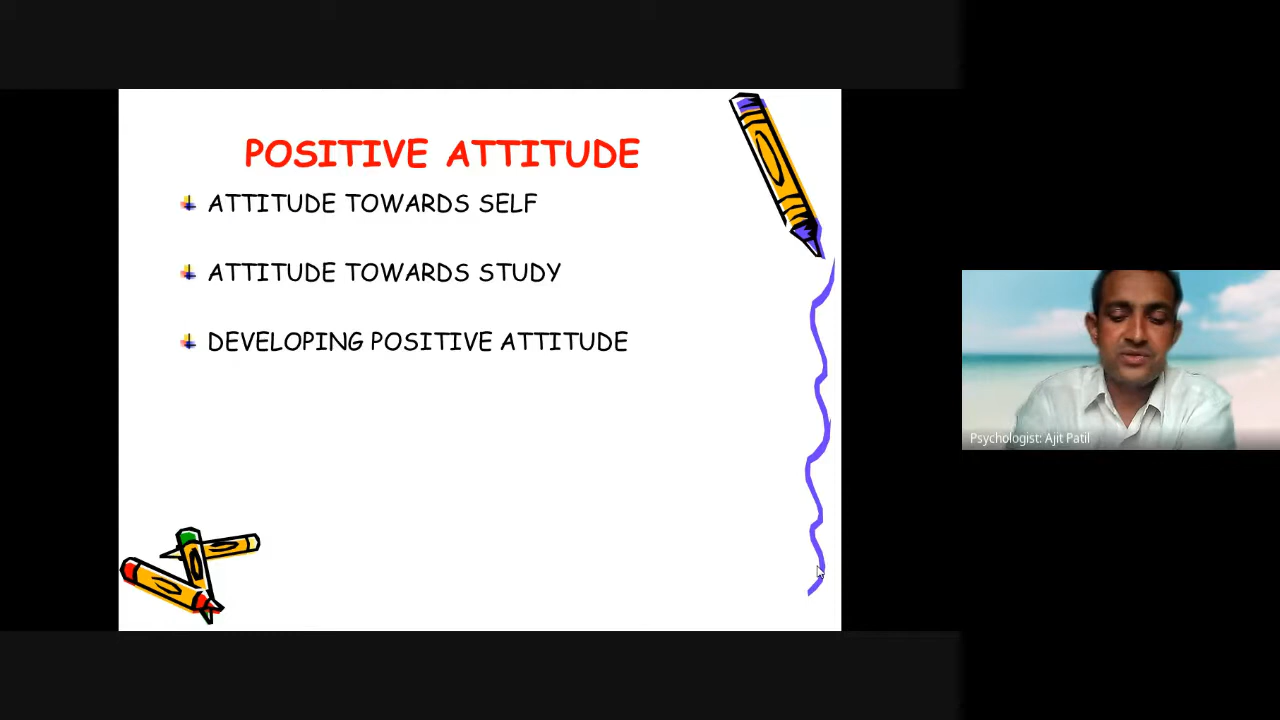 POSITIVE ATTITUDE
ATTITUDE TOWARDS SELF
ATTITUDE TOWARDS STUDY
DEVELOPING POSITIVE ATTITUDE
Psychologist: Ajit Patil